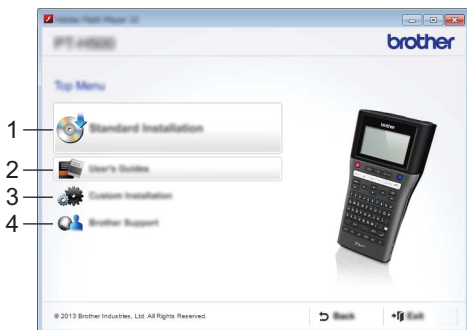 brother
Top Menu
1 Standard Installation
2 User's Guides
3 Custom Installation
4 Brother Support
brother
© 2013 Brother Industries, Ltd. All Rights Reserved.
Back
Exit